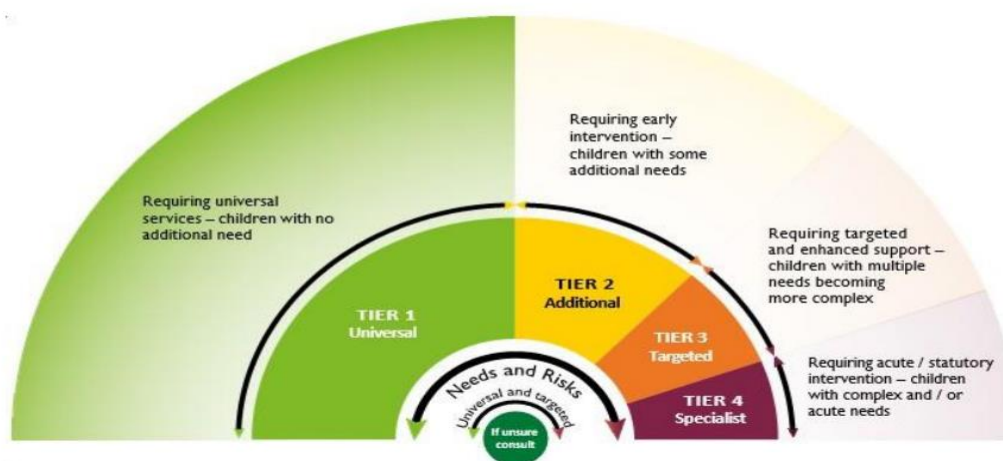 Requiring early
intervention –
children with some
additional needs
Requiring universal
services – children with no
additional need
Requiring targeted
and enhanced support –
children with multiple
needs becoming
more complex
TIER 2
Additional
TIER 1
Universal
TIER 3
Targeted
Requiring acute / statutory
intervention – children
with complex and / or
acute needs
TIER 4
Specialist
Needs and Risks
Universal and targeted
If unsure
consult